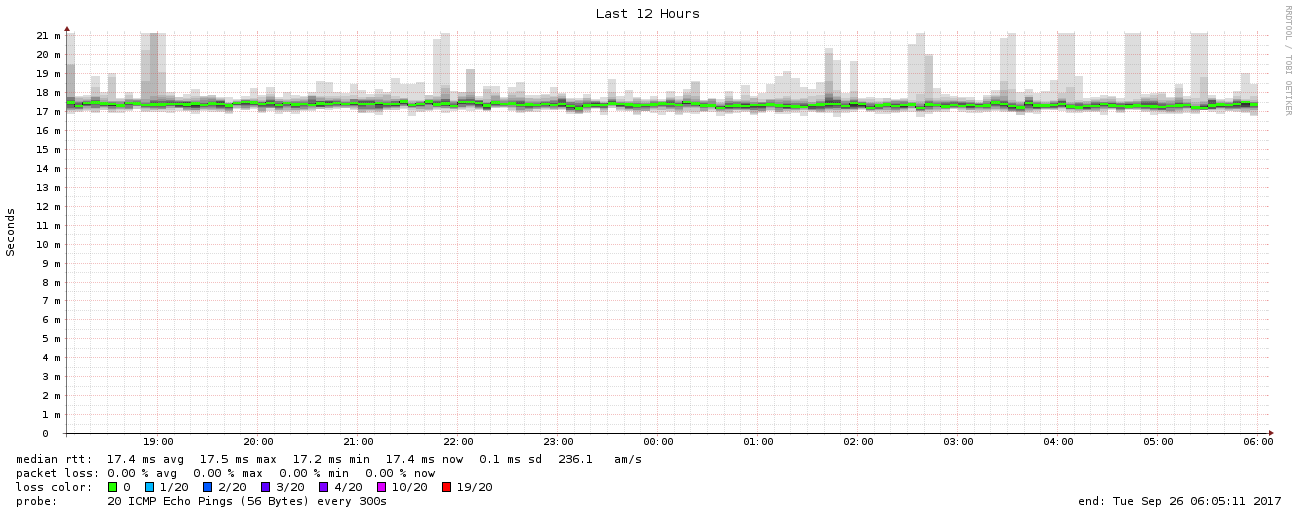 Last 12 Hours
RRDTOOL / TOBI OETIKER
Seconds
21 m
20 m
19 m
18 m
17 m
16 m
15 m
14 m
13 m
12 m
11 m
10 m
9 m
8 m
7 m
6 m
5 m
4 m
3 m
2 m
1 m
0
19:00 20:00 21:00 22:00 23:00 00:00 01:00 02:00 03:00 04:00 05:00 06:00
median rtt: 17.4 ms avg 17.5 ms max 17.2 ms min 17.4 ms now 0.1 ms sd 236.1 am/s
packet loss: 0.00 % avg 0.00 % max 0.00 % min 0.00 % now
loss color: 0 1/20 2/20 3/20 4/20 10/20 19/20
probe: 20 ICMP Echo Pings (56 Bytes) every 300s end: Tue Sep 26 06:05:11 2017